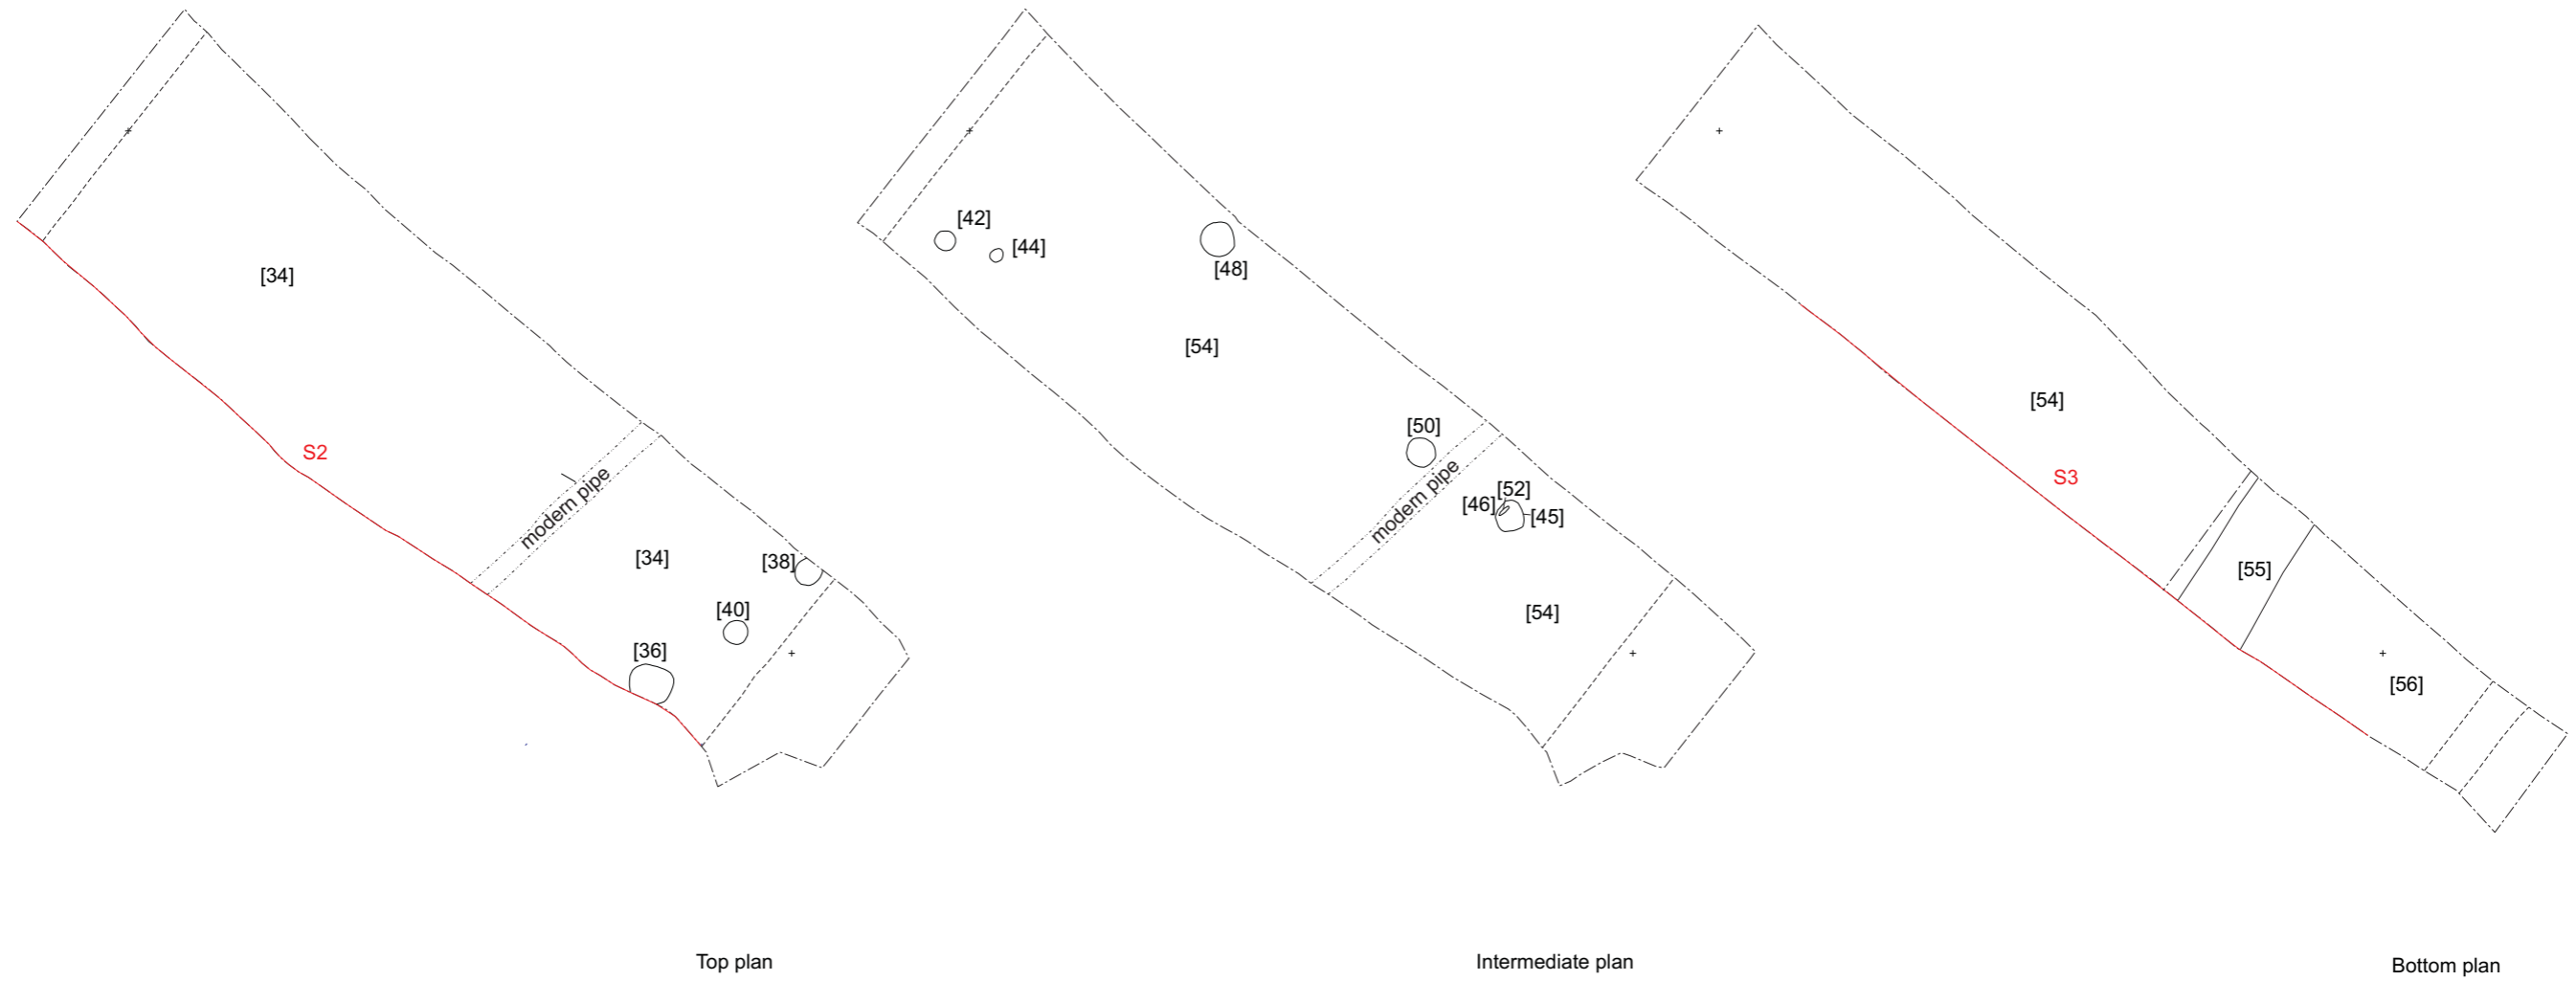 [34]
S2
modern pipe
[34]
[38]
[40]
[36]
Top plan
[42]
[44]
[48]
[54]
[50]
modern pipe
[52]
[46]
[45]
[54]
Intermediate plan
[54]
S3
[55]
[56]
Bottom plan